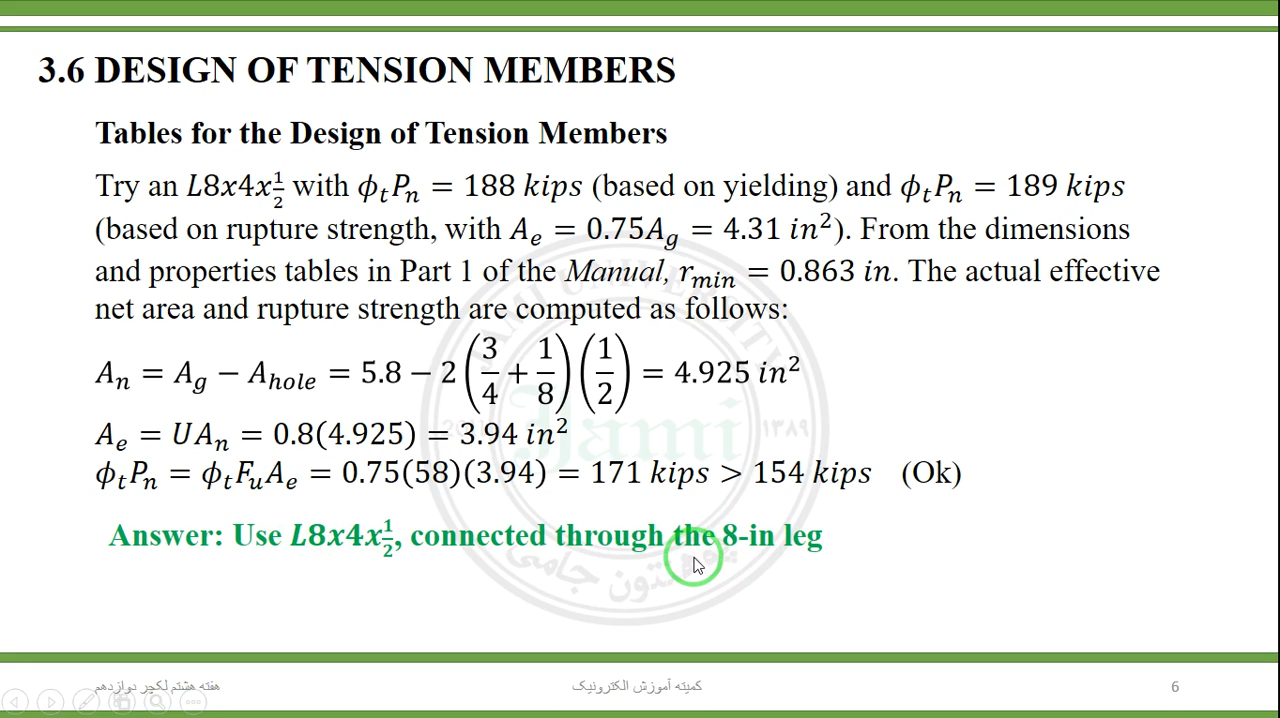 3.6 DESIGN OF TENSION MEMBERS
Tables for the Design of Tension Members
Try an L8x4x1/2 with ϕtPn = 188 kips (based on yielding) and ϕtPn = 189 kips
(based on rupture strength, with Ae = 0.75Ag = 4.31 in²). From the dimensions
and properties tables in Part 1 of the Manual, rmin = 0.863 in. The actual effective
net area and rupture strength are computed as follows:
An = Ag − Ahole = 5.8 − 2(3/4 + 1/8)(1/2) = 4.925 in²
Ae = UAn = 0.8(4.925) = 3.94 in²
ϕtPn = ϕtFuAe = 0.75(58)(3.94) = 171 kips > 154 kips (Ok)
Answer: Use L8x4x1/2, connected through the 8-in leg
JAMI UNIVERSITY
Jami
۱۳۸۹
پوهنتون جامی
هفته هشتم لکچر دوازدهم
کمیته آموزش الکترونیک
6